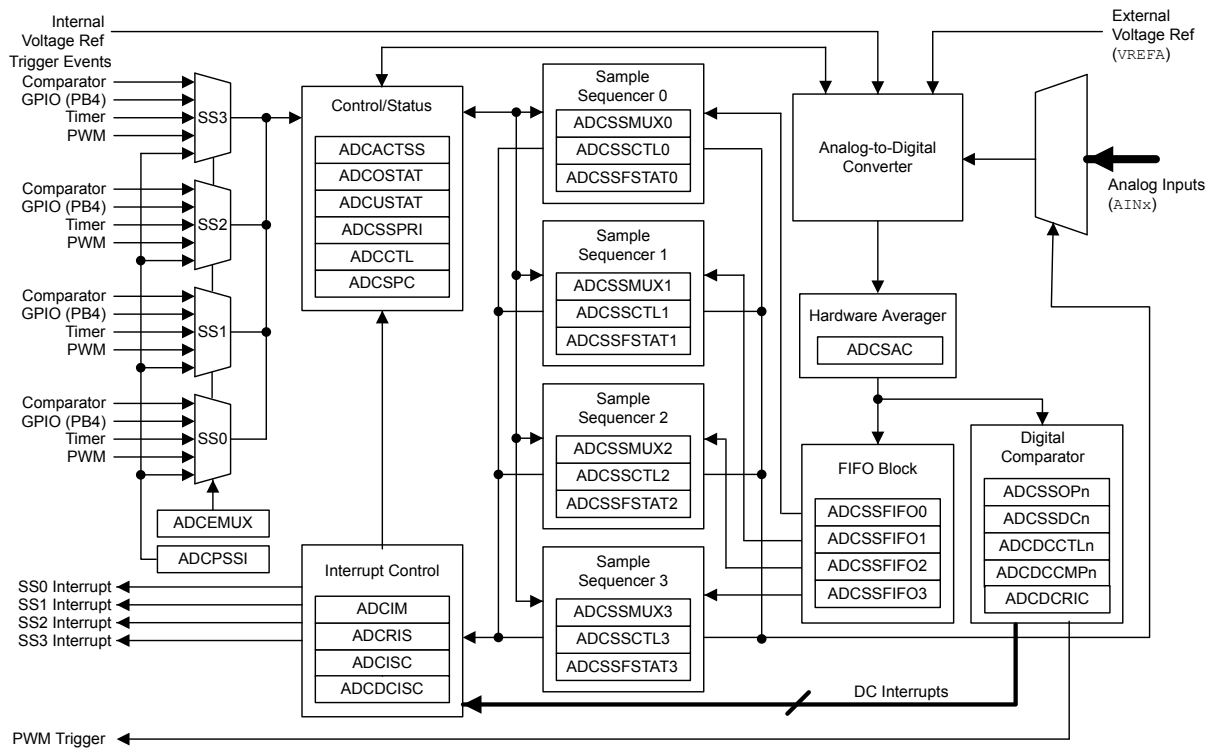 Internal
Voltage Ref
Trigger Events
Comparator
GPIO (PB4)
Timer
PWM
SS3
Comparator
GPIO (PB4)
Timer
PWM
SS2
Comparator
GPIO (PB4)
Timer
PWM
SS1
Comparator
GPIO (PB4)
Timer
PWM
SS0
ADCEMUX
ADCPSSI
SS0 Interrupt
SS1 Interrupt
SS2 Interrupt
SS3 Interrupt
PWM Trigger
Control/Status
ADCACTSS
ADCOSTAT
ADCUSTAT
ADCSSPRI
ADCCTL
ADCSPC
Interrupt Control
ADCIM
ADCRIS
ADCISC
ADCDCISC
Sample
Sequencer 0
ADCSSMUX0
ADCSSCTL0
ADCSSFSTAT0
Sample
Sequencer 1
ADCSSMUX1
ADCSSCTL1
ADCSSFSTAT1
Sample
Sequencer 2
ADCSSMUX2
ADCSSCTL2
ADCSSFSTAT2
Sample
Sequencer 3
ADCSSMUX3
ADCSSCTL3
ADCSSFSTAT3
Analog-to-Digital
Converter
Hardware Averager
ADCSAC
FIFO Block
ADCSSFIFO0
ADCSSFIFO1
ADCSSFIFO2
ADCSSFIFO3
External
Voltage Ref
(VREFA)
Analog Inputs
(AINx)
Digital
Comparator
ADCSSOPn
ADCSSDCn
ADCDCCTLn
ADCDCCMPn
ADCDCRIC
DC Interrupts